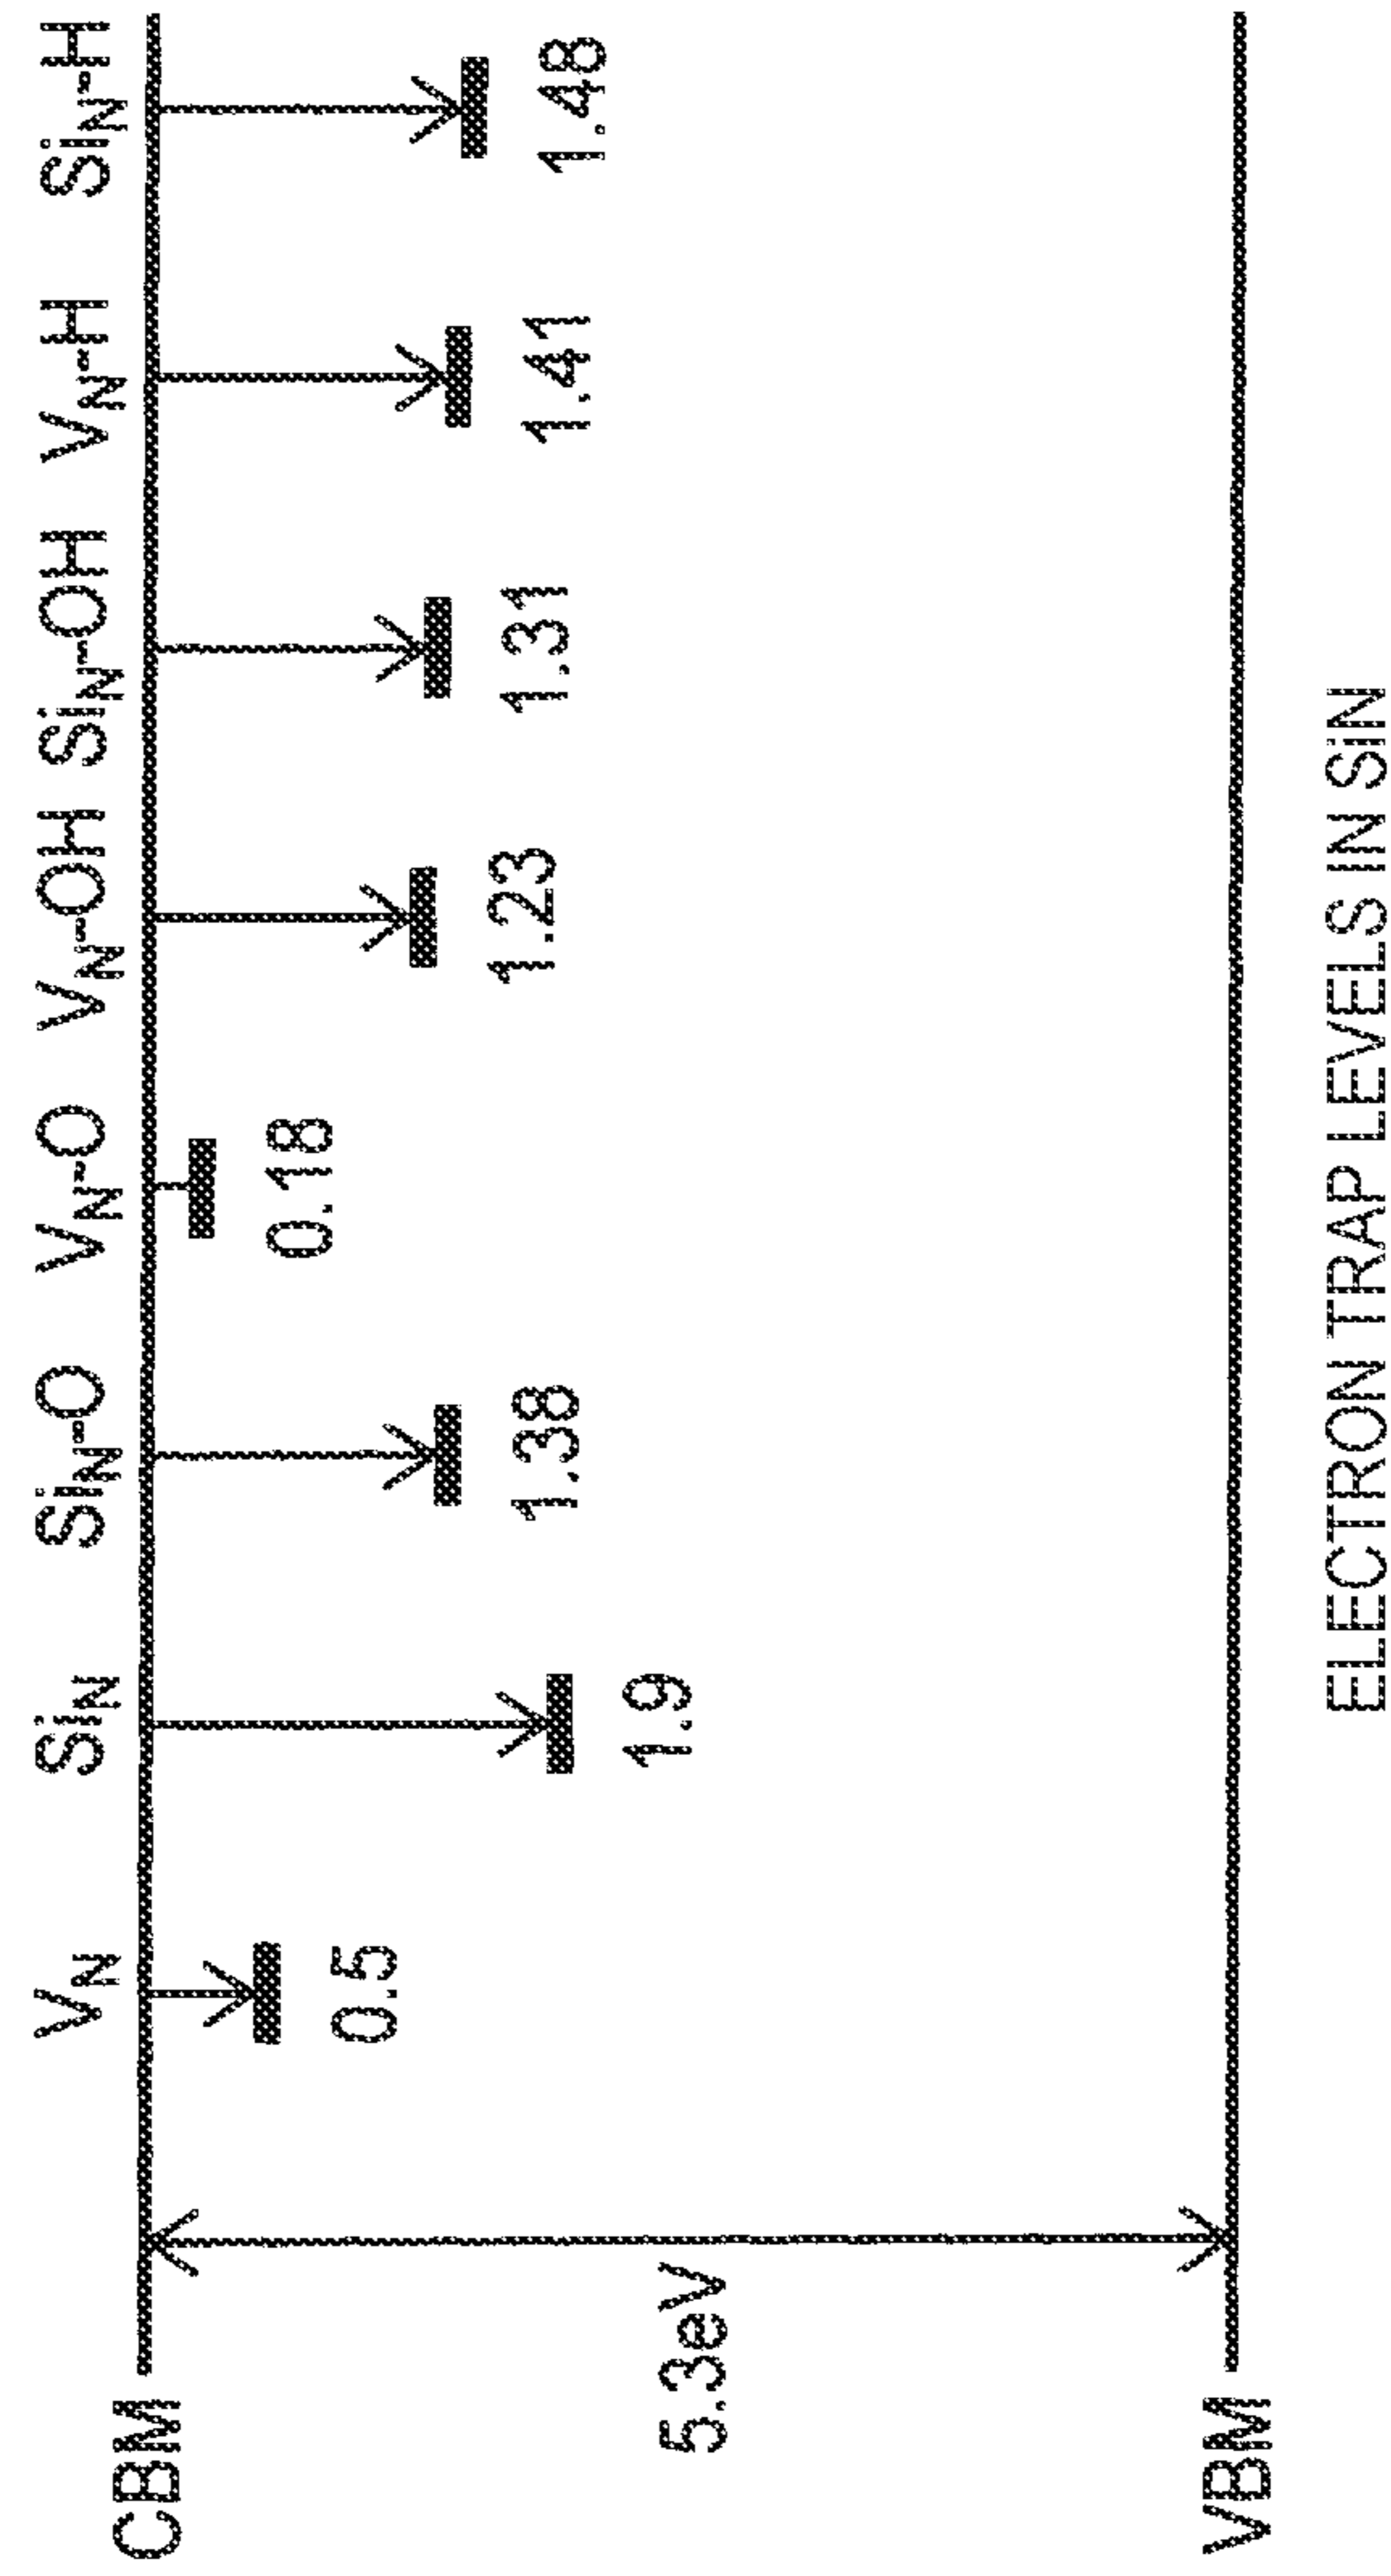 V_N Si_N Si_N-O V_N-O V_N-OH Si_N-OH V_N-H Si_N-H
CBM
0.5 1.9 1.38 0.18 1.23 1.31 1.41 1.48
5.3eV
VBM
ELECTRON TRAP LEVELS IN SiN